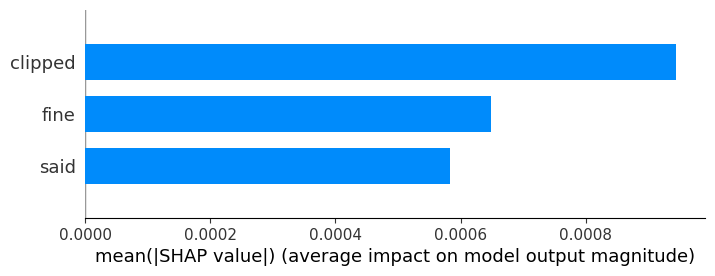 clipped
fine
said
0.0000 0.0002 0.0004 0.0006 0.0008
mean(|SHAP value|) (average impact on model output magnitude)